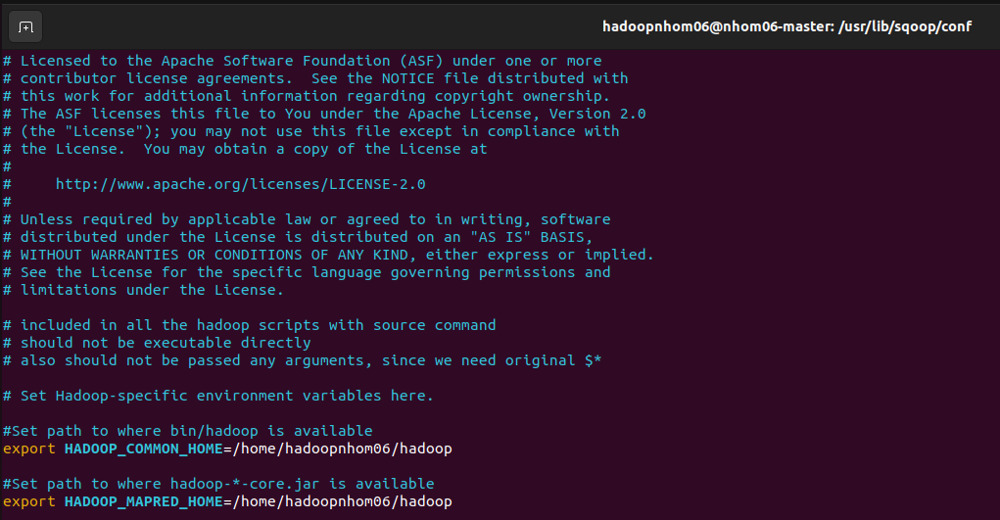 hadoopnhom06@nhom06-master: /usr/lib/sqoop/conf
# Licensed to the Apache Software Foundation (ASF) under one or more
# contributor license agreements.  See the NOTICE file distributed with
# this work for additional information regarding copyright ownership.
# The ASF licenses this file to You under the Apache License, Version 2.0
# (the "License"); you may not use this file except in compliance with
# the License.  You may obtain a copy of the License at
#
#     http://www.apache.org/licenses/LICENSE-2.0
#
# Unless required by applicable law or agreed to in writing, software
# distributed under the License is distributed on an "AS IS" BASIS,
# WITHOUT WARRANTIES OR CONDITIONS OF ANY KIND, either express or implied.
# See the License for the specific language governing permissions and
# limitations under the License.

# included in all the hadoop scripts with source command
# should not be executable directly
# also should not be passed any arguments, since we need original $*

# Set Hadoop-specific environment variables here.

#Set path to where bin/hadoop is available
export HADOOP_COMMON_HOME=/home/hadoopnhom06/hadoop

#Set path to where hadoop-*-core.jar is available
export HADOOP_MAPRED_HOME=/home/hadoopnhom06/hadoop